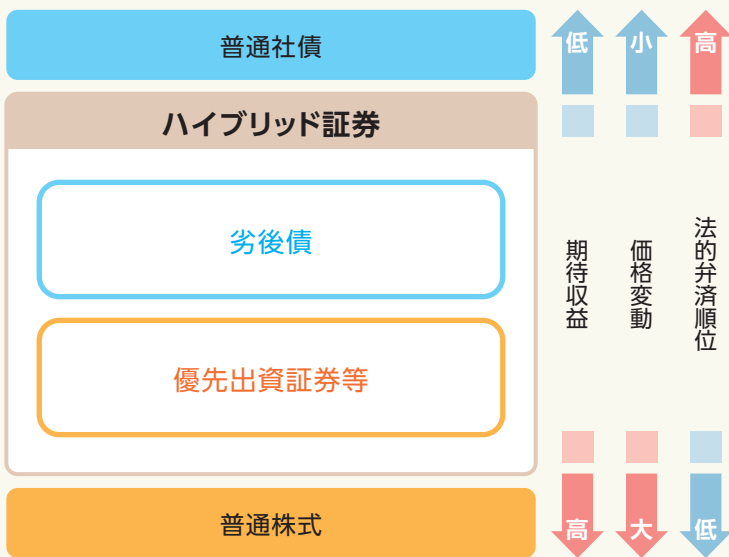 普通社債
ハイブリッド証券
劣後債
優先出資証券等
普通株式
低
小
高
期待収益
価格変動
法的弁済順位
高
大
低